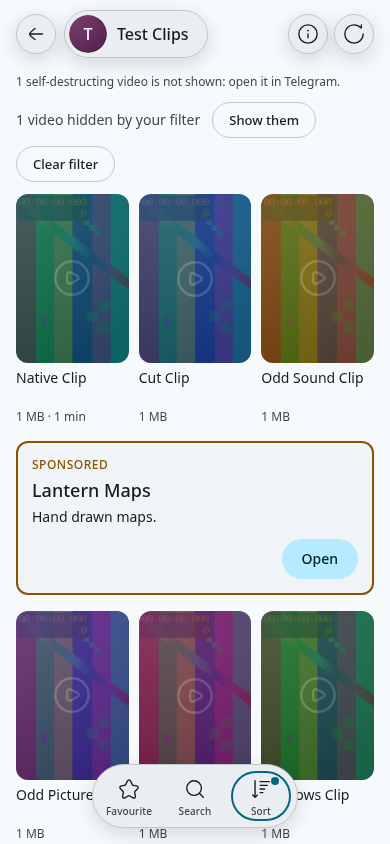 T Test Clips
1 self-destructing video is not shown: open it in Telegram.
1 video hidden by your filter Show them
Clear filter
Native Clip
1 MB · 1 min
Cut Clip
1 MB
Odd Sound Clip
1 MB
SPONSORED
Lantern Maps
Hand drawn maps.
Open
Odd Picture
1 MB
1 MB
ows Clip
1 MB
Favourite
Search
Sort